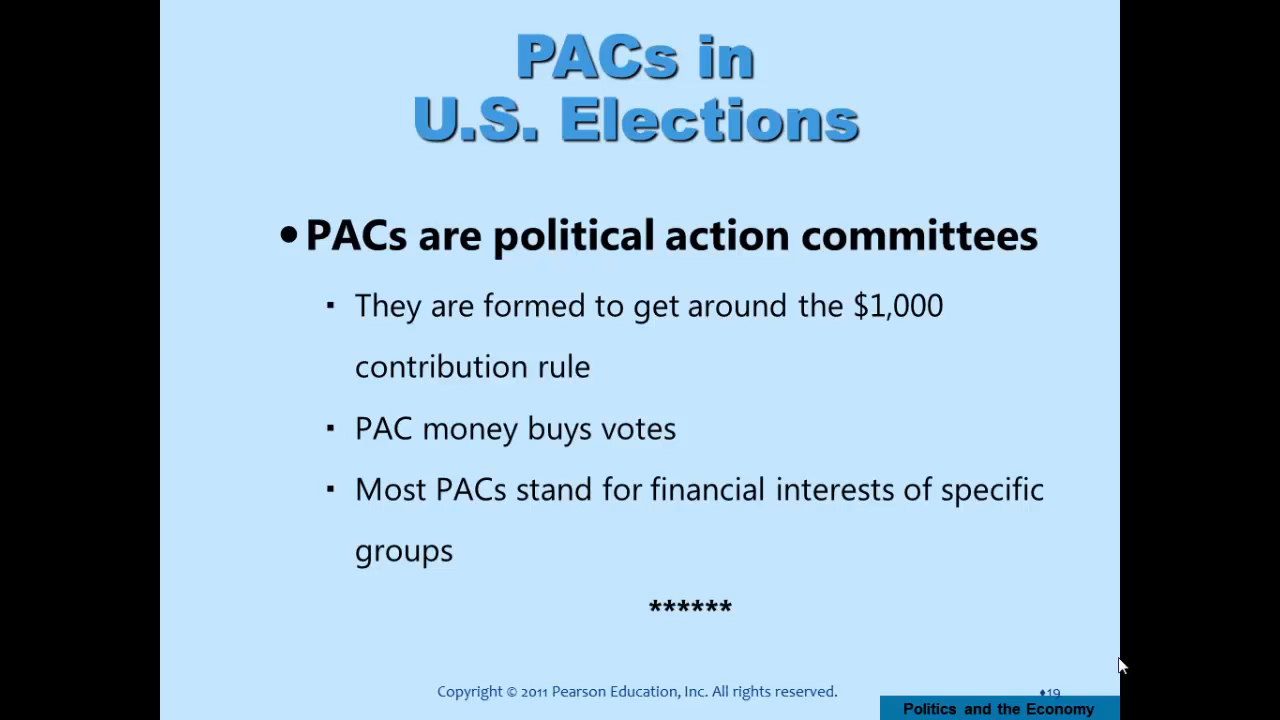 PACs in
U.S. Elections
•PACs are political action committees
▪ They are formed to get around the $1,000
contribution rule
▪ PAC money buys votes
▪ Most PACs stand for financial interests of specific
groups
******
Copyright © 2011 Pearson Education, Inc. All rights reserved.
♦19
Politics and the Economy